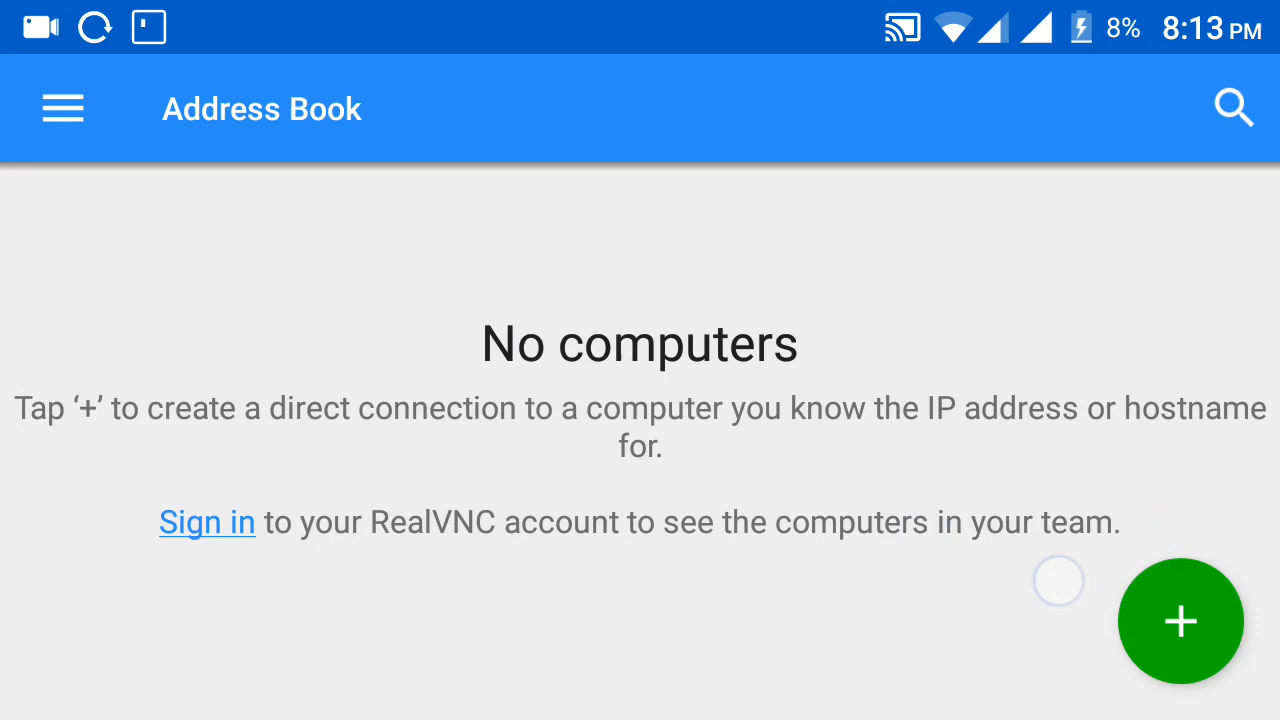 8% 8:13 PM
Address Book
No computers
Tap ‘+’ to create a direct connection to a computer you know the IP address or hostname
for.
Sign in to your RealVNC account to see the computers in your team.
+